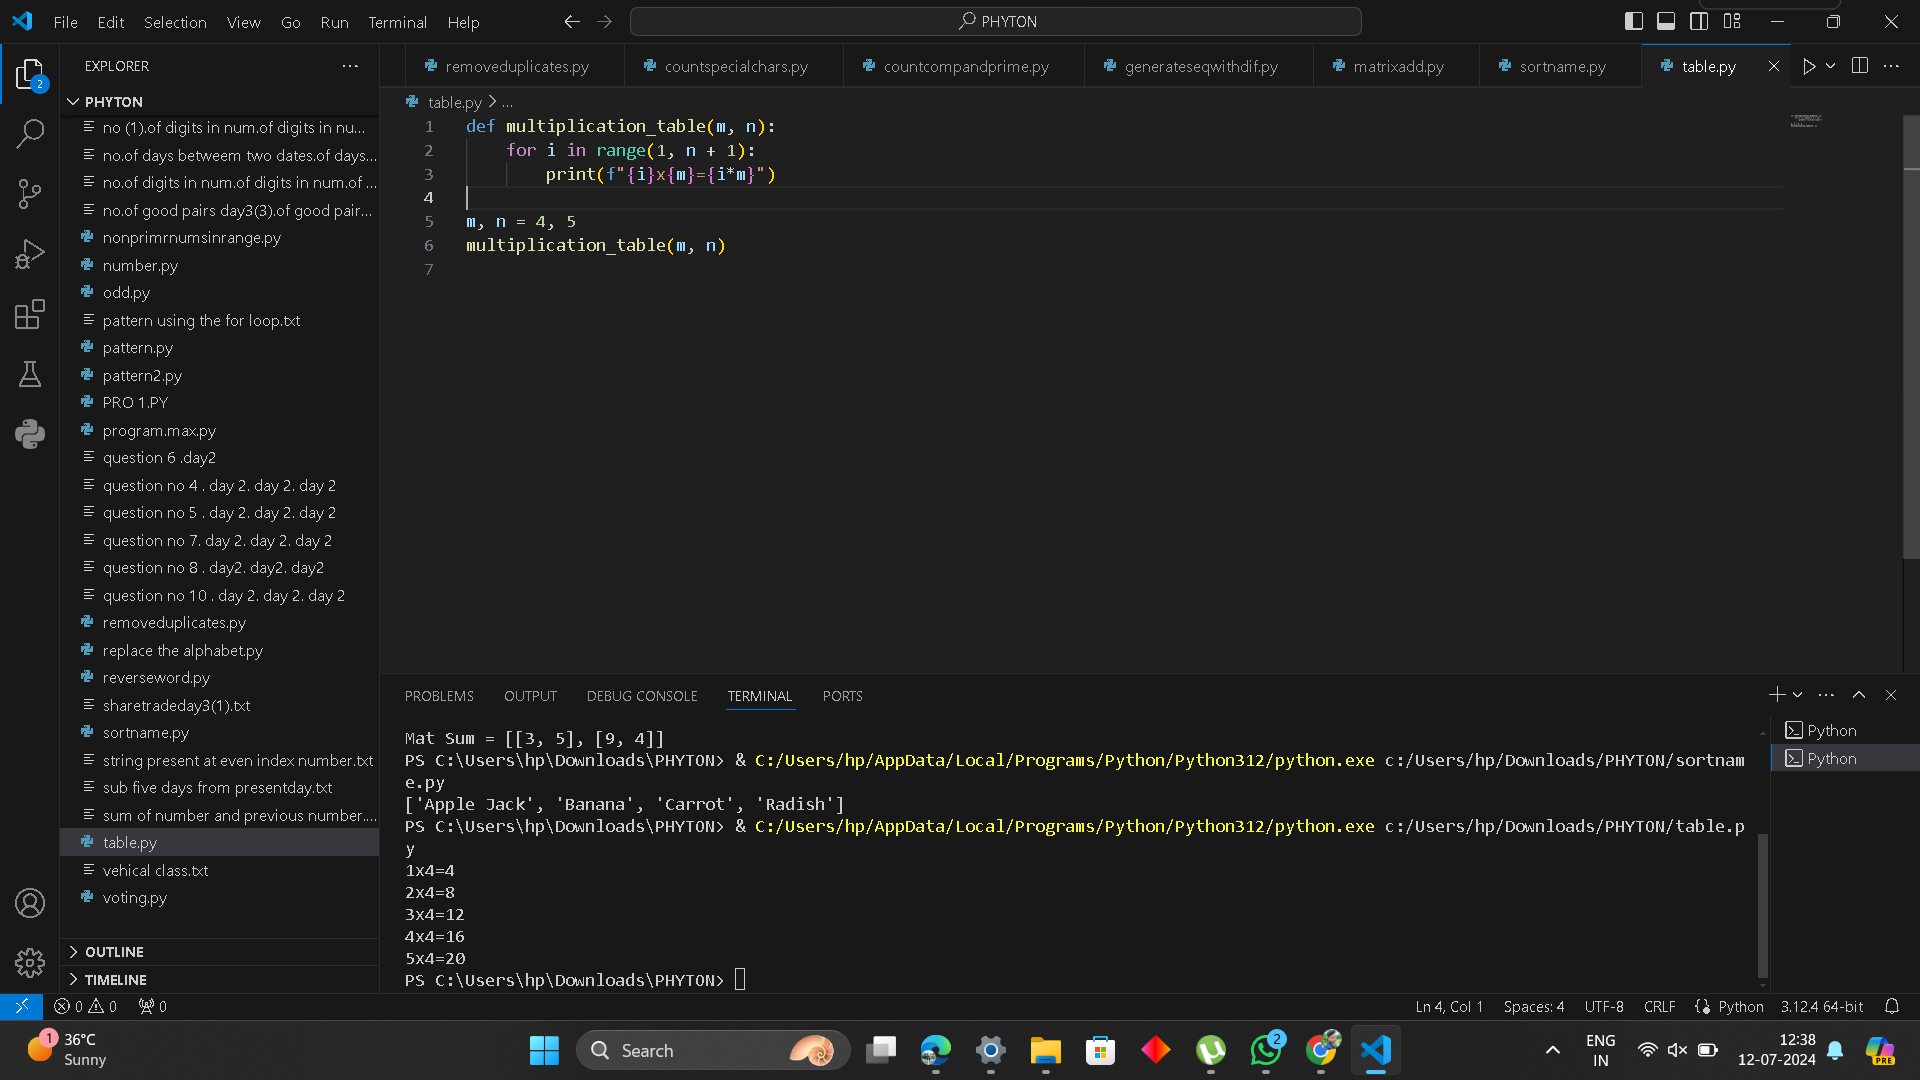 File Edit Selection View Go Run Terminal Help
PHYTON
EXPLORER
2
PHYTON
no (1).of digits in num.of digits in nu...
no.of days betweem two dates.of days...
no.of digits in num.of digits in num.of ...
no.of good pairs day3(3).of good pair...
nonprimrnumsinrange.py
number.py
odd.py
pattern using the for loop.txt
pattern.py
pattern2.py
PRO 1.PY
program.max.py
question 6 .day2
question no 4 . day 2. day 2. day 2
question no 5 . day 2. day 2. day 2
question no 7. day 2. day 2. day 2
question no 8 . day2. day2. day2
question no 10 . day 2. day 2. day 2
removeduplicates.py
replace the alphabet.py
reverseword.py
sharetradeday3(1).txt
sortname.py
string present at even index number.txt
sub five days from presentday.txt
sum of number and previous number....
table.py
vehical class.txt
voting.py
OUTLINE
TIMELINE
removeduplicates.py countspecialchars.py countcompandprime.py generateseqwithdif.py matrixadd.py sortname.py table.py
table.py > ...
1 def multiplication_table(m, n):
2 for i in range(1, n + 1):
3 print(f"{i}x{m}={i*m}")
4
5 m, n = 4, 5
6 multiplication_table(m, n)
7
PROBLEMS OUTPUT DEBUG CONSOLE TERMINAL PORTS
Mat Sum = [[3, 5], [9, 4]]
PS C:\Users\hp\Downloads\PHYTON> & C:/Users/hp/AppData/Local/Programs/Python/Python312/python.exe c:/Users/hp/Downloads/PHYTON/sortnam
e.py
['Apple Jack', 'Banana', 'Carrot', 'Radish']
PS C:\Users\hp\Downloads\PHYTON> & C:/Users/hp/AppData/Local/Programs/Python/Python312/python.exe c:/Users/hp/Downloads/PHYTON/table.p
y
1x4=4
2x4=8
3x4=12
4x4=16
5x4=20
PS C:\Users\hp\Downloads\PHYTON>
Python
Python
0 0 0
Ln 4, Col 1 Spaces: 4 UTF-8 CRLF Python 3.12.4 64-bit
1
36°C
Sunny
Search
2
ENG
IN
12:38
12-07-2024
PRE